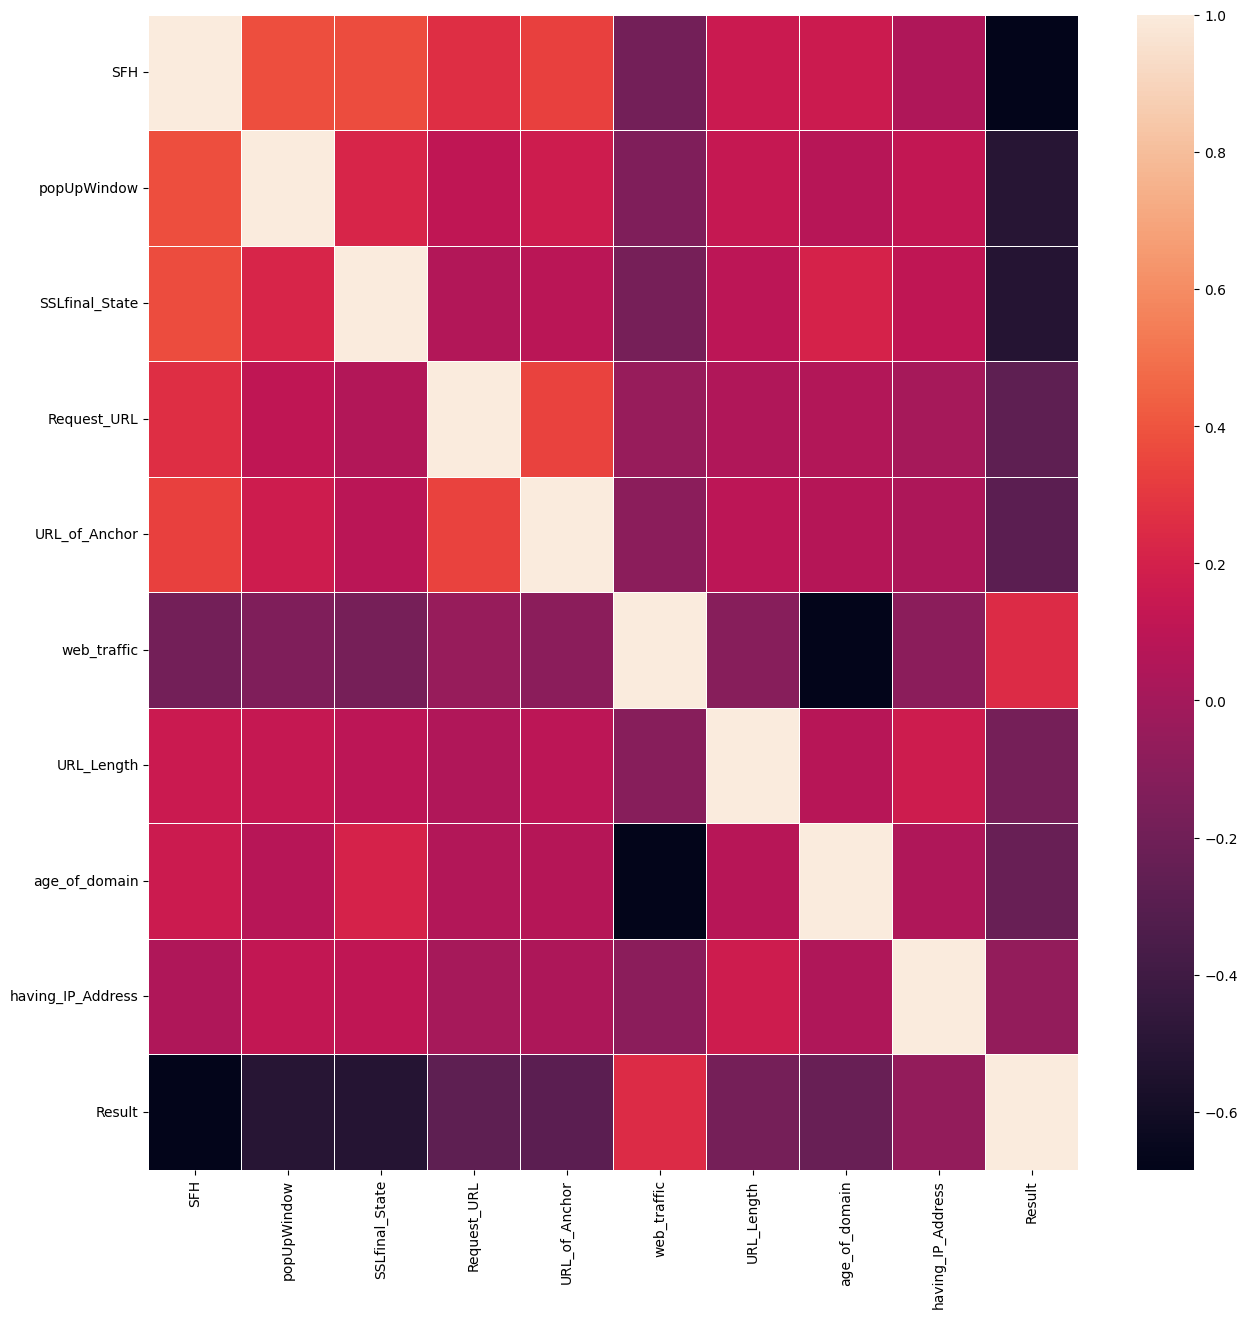 SFH
popUpWindow
SSLfinal_State
Request_URL
URL_of_Anchor
web_traffic
URL_Length
age_of_domain
having_IP_Address
Result
SFH
popUpWindow
SSLfinal_State
Request_URL
URL_of_Anchor
web_traffic
URL_Length
age_of_domain
having_IP_Address
Result
1.0
0.8
0.6
0.4
0.2
0.0
−0.2
−0.4
−0.6